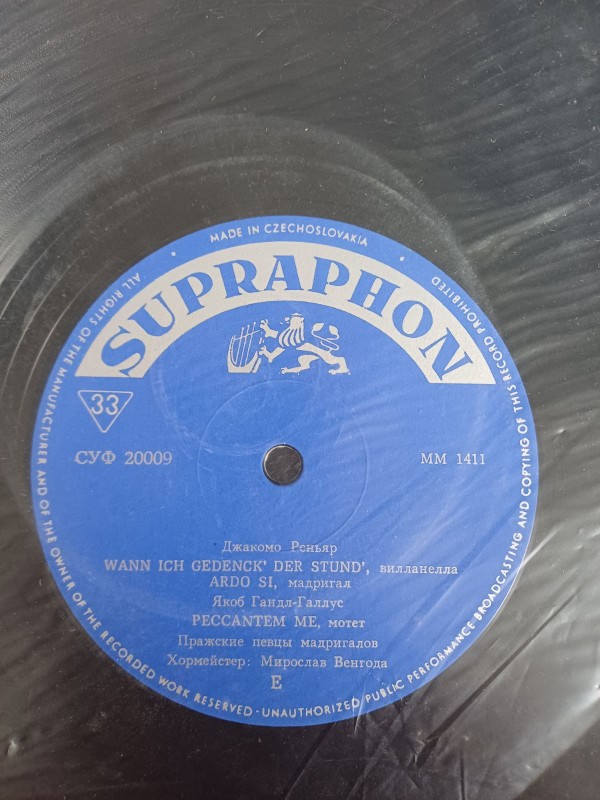 MADE IN CZECHOSLOVAKIA
ALL RIGHTS OF THE MANUFACTURER AND OF THE OWNER OF THE RECORDED WORK RESERVED - UNAUTHORIZED PUBLIC PERFORMANCE BROADCASTING AND COPYING OF THIS RECORD PROHIBITED
SUPRAPHON
33
СУФ 20009
ММ 1411
Джакомо Реньяр
WANN ICH GEDENCK' DER STUND', вилланелла
ARDO SI, мадригал
Якоб Гандл-Галлус
PECCANTEM ME, мотет
Пражские певцы мадригалов
Хормейстер: Мирослав Венгода
E